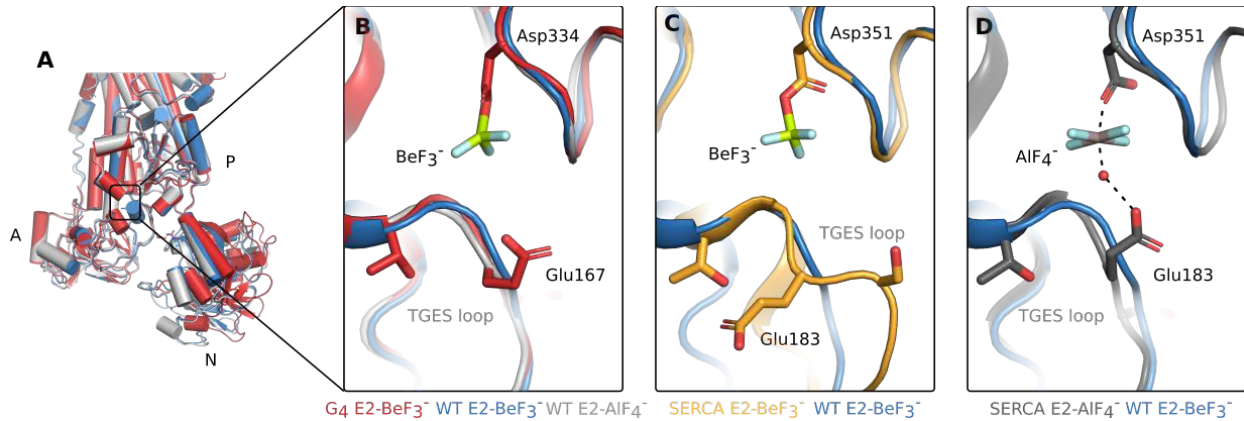 A
P
A
N
B
Asp334
BeF₃⁻
Glu167
TGES loop
G₄ E2-BeF₃⁻ WT E2-BeF₃⁻ WT E2-AlF₄⁻
C
Asp351
BeF₃⁻
TGES loop
Glu183
SERCA E2-BeF₃⁻ WT E2-BeF₃⁻
D
Asp351
AlF₄⁻
Glu183
TGES loop
SERCA E2-AlF₄⁻ WT E2-BeF₃⁻